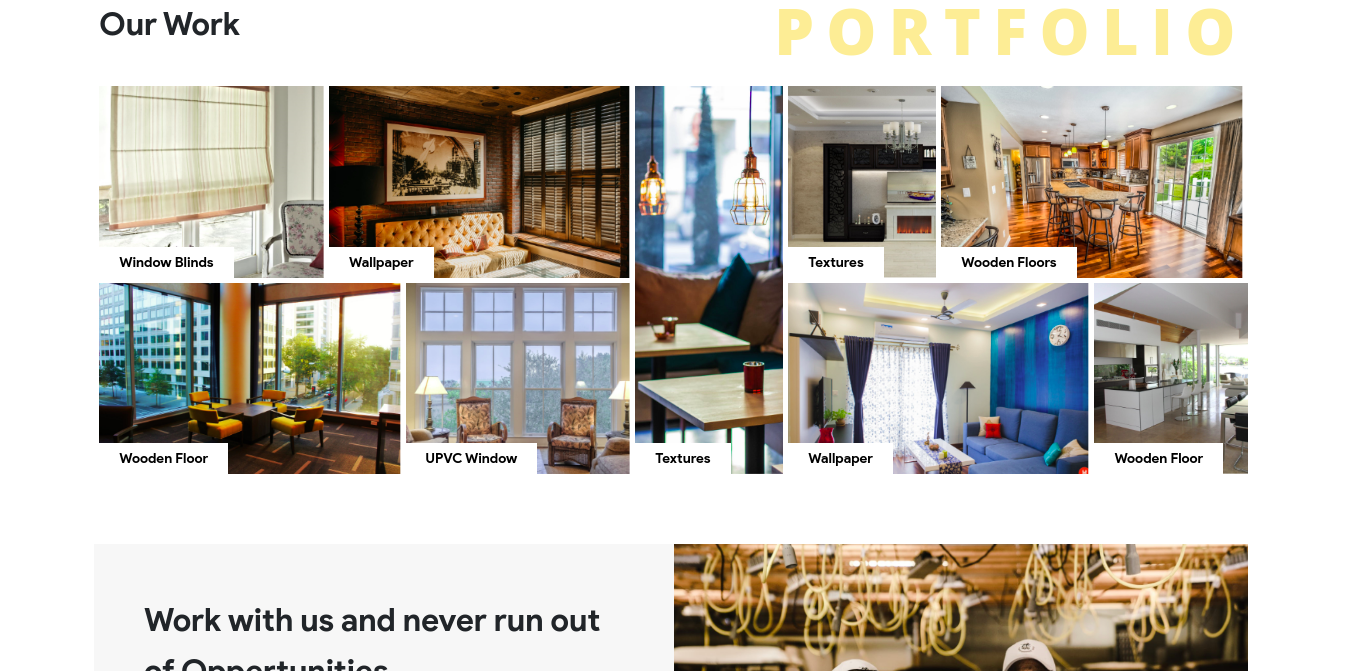 Our Work
PORTFOLIO
Window Blinds
Wallpaper
Textures
Wooden Floors
Wooden Floor
UPVC Window
Textures
Wallpaper
Wooden Floor
Work with us and never run out
of Opportunities